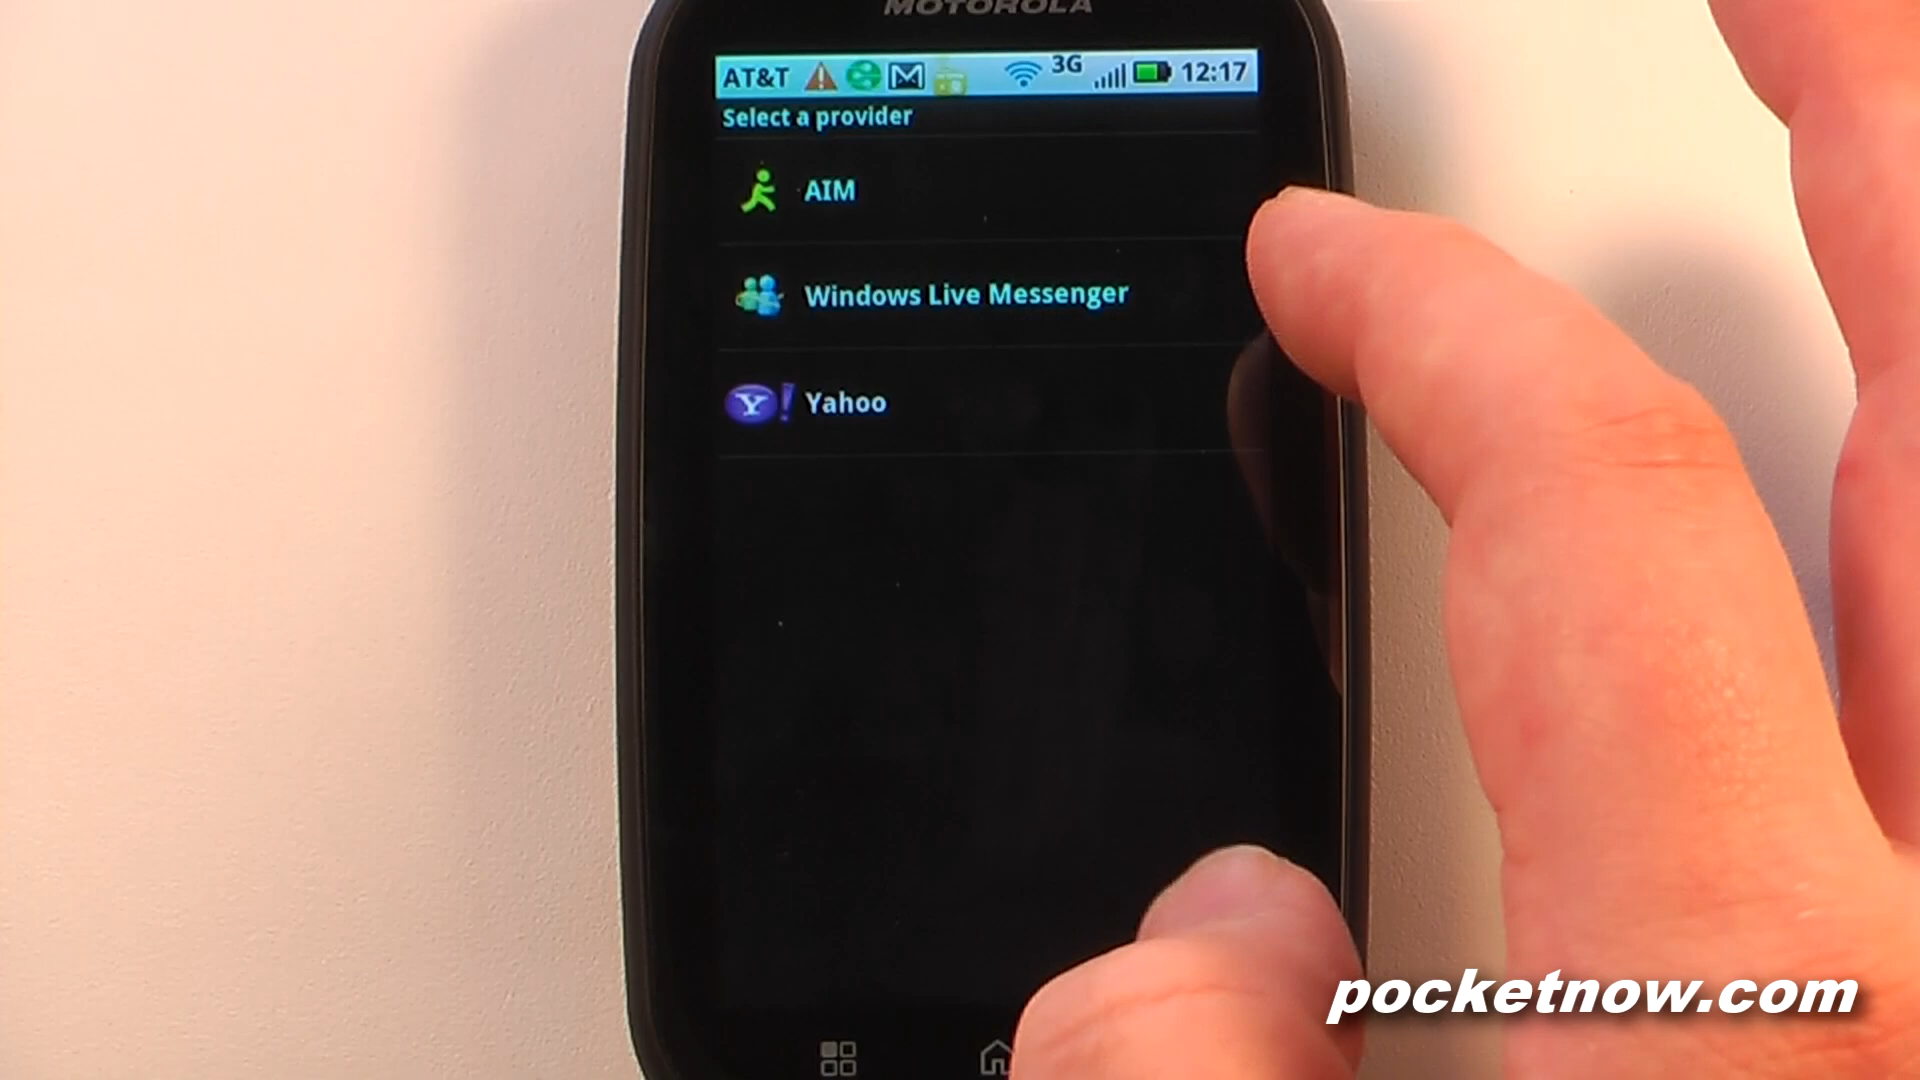 MOTOROLA
AT&T 3G 12:17
Select a provider
AIM
Windows Live Messenger
Y! Yahoo
pocketnow.com